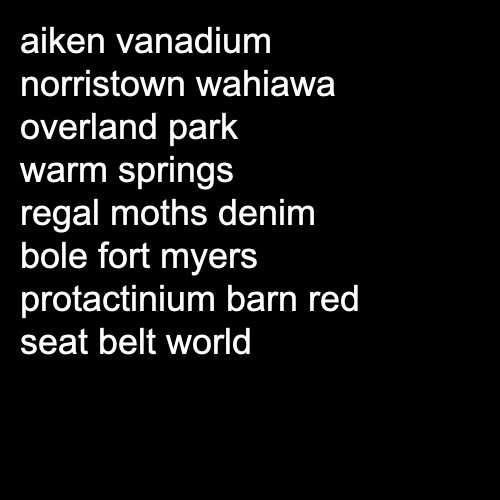 aiken vanadium
norristown wahiawa
overland park
warm springs
regal moths denim
bole fort myers
protactinium barn red
seat belt world